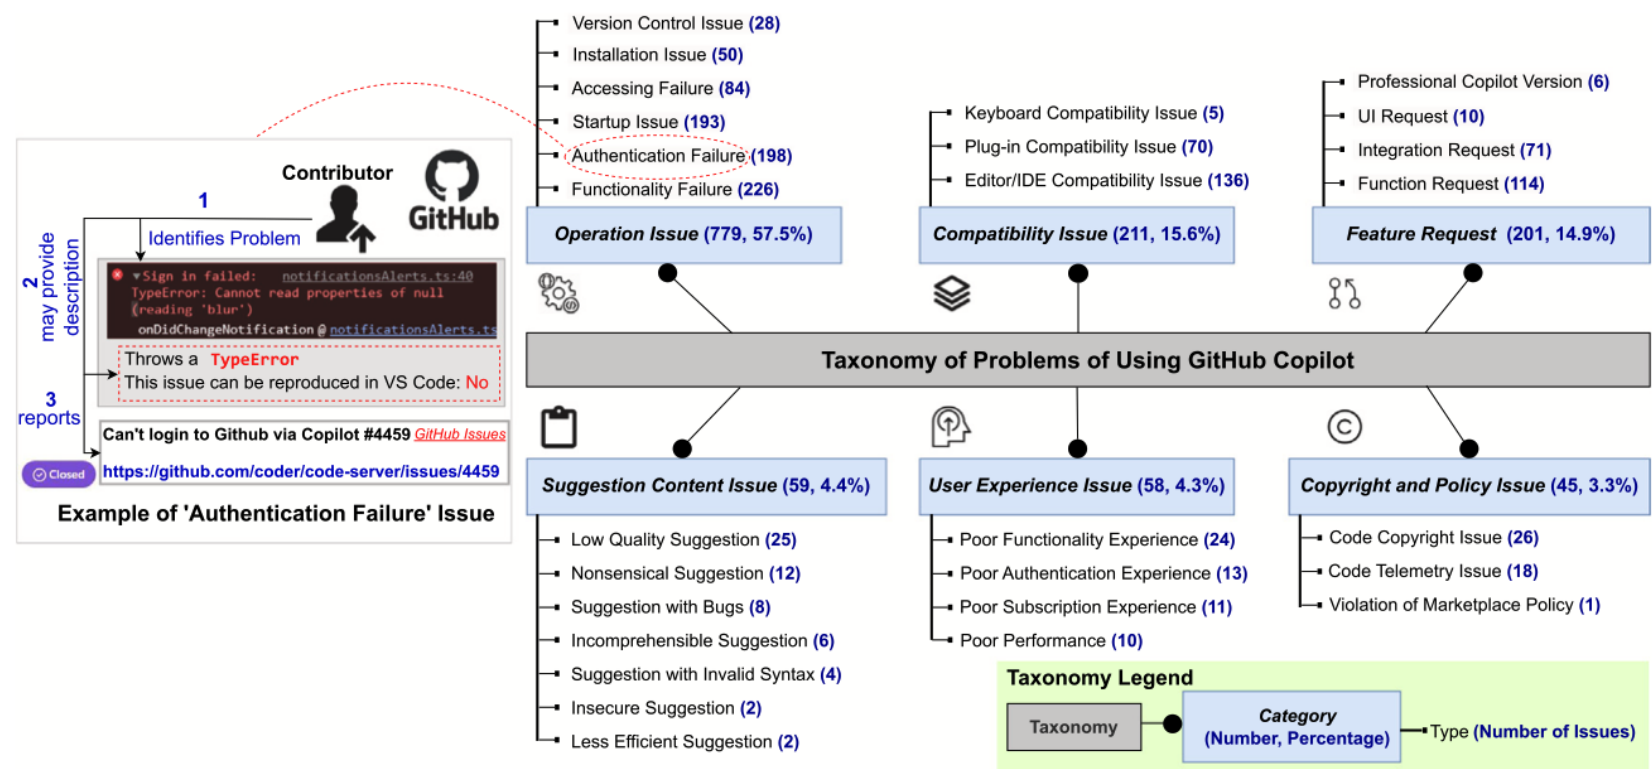 Contributor
GitHub
1
Identifies Problem
2
may provide
description
Sign in failed: notificationsAlerts.ts:40
TypeError: Cannot read properties of null
(reading 'blur')
onDidChangeNotification @ notificationsAlerts.ts
Throws a TypeError
This issue can be reproduced in VS Code: No
3
reports
Can't login to Github via Copilot #4459 GitHub Issues
Closed
https://github.com/coder/code-server/issues/4459
Example of 'Authentication Failure' Issue
Version Control Issue (28)
Installation Issue (50)
Accessing Failure (84)
Startup Issue (193)
Authentication Failure (198)
Functionality Failure (226)
Operation Issue (779, 57.5%)
Keyboard Compatibility Issue (5)
Plug-in Compatibility Issue (70)
Editor/IDE Compatibility Issue (136)
Compatibility Issue (211, 15.6%)
Professional Copilot Version (6)
UI Request (10)
Integration Request (71)
Function Request (114)
Feature Request (201, 14.9%)
Taxonomy of Problems of Using GitHub Copilot
Suggestion Content Issue (59, 4.4%)
Low Quality Suggestion (25)
Nonsensical Suggestion (12)
Suggestion with Bugs (8)
Incomprehensible Suggestion (6)
Suggestion with Invalid Syntax (4)
Insecure Suggestion (2)
Less Efficient Suggestion (2)
User Experience Issue (58, 4.3%)
Poor Functionality Experience (24)
Poor Authentication Experience (13)
Poor Subscription Experience (11)
Poor Performance (10)
C
Copyright and Policy Issue (45, 3.3%)
Code Copyright Issue (26)
Code Telemetry Issue (18)
Violation of Marketplace Policy (1)
Taxonomy Legend
Taxonomy
Category
(Number, Percentage)
Type (Number of Issues)